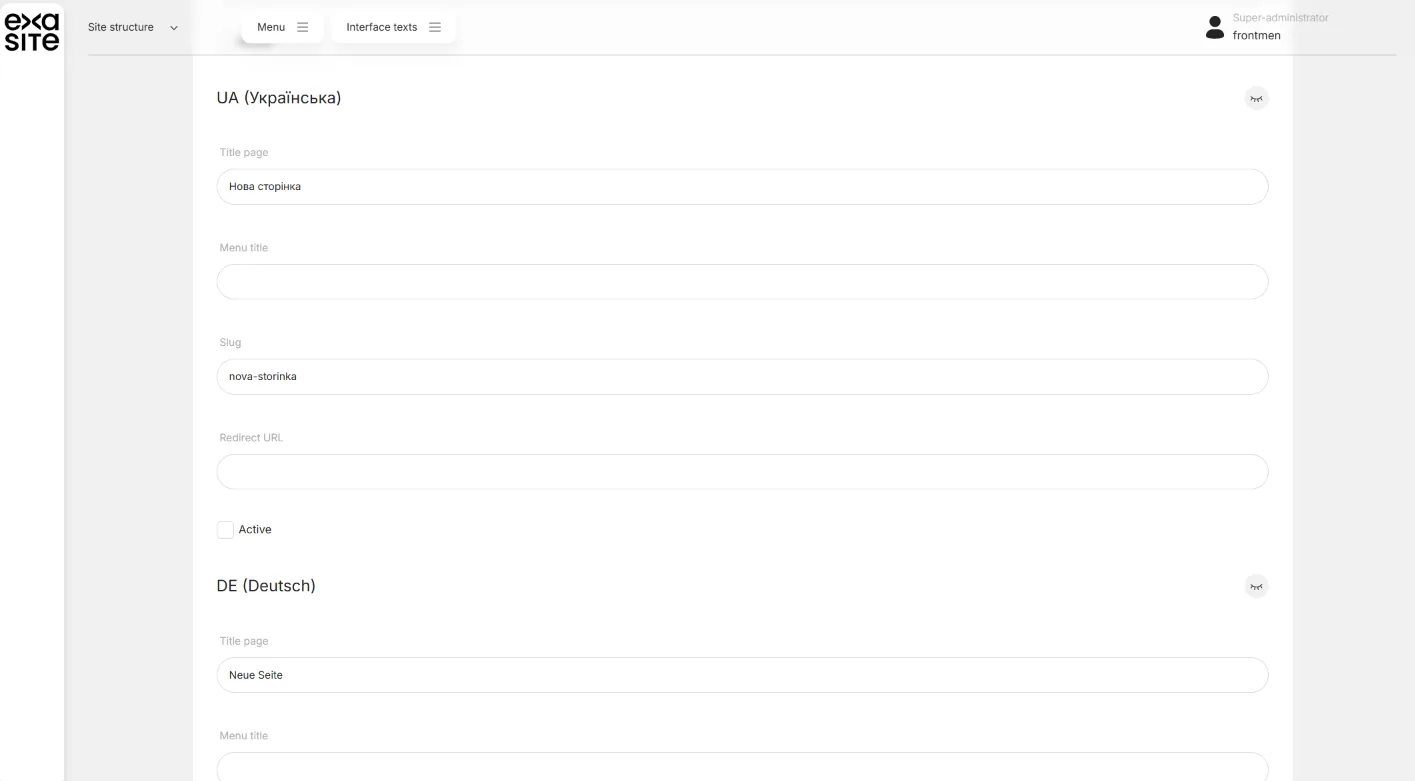 exa
SITE
Site structure
Menu
Interface texts
Super-administrator
frontmen
UA (Українська)
Title page
Нова сторінка
Menu title
Slug
nova-storinka
Redirect URL
Active
DE (Deutsch)
Title page
Neue Seite
Menu title